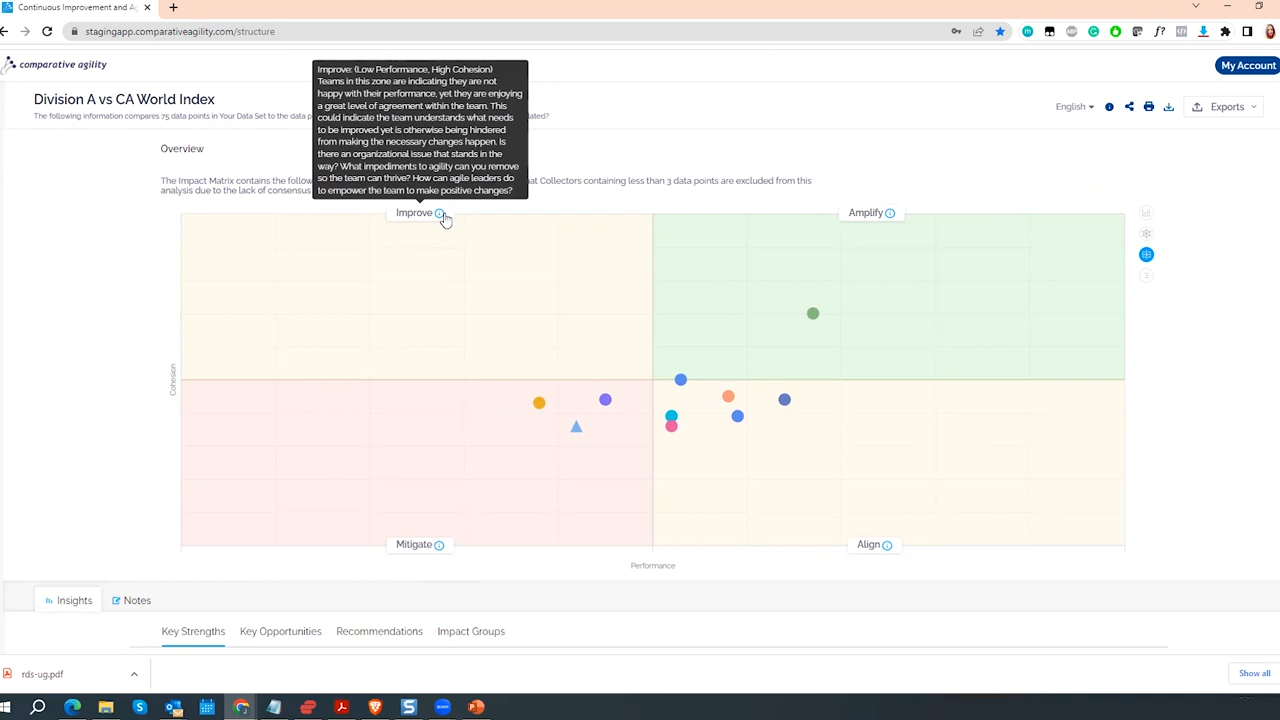 Continuous Improvement and Ag
stagingapp.comparativeagility.com/structure
comparative agility
My Account
Division A vs CA World Index
The following information compares 75 data points in Your Data Set to the data p
dated?
English
Exports
Improve: (Low Performance, High Cohesion)
Teams in this zone are indicating they are not
happy with their performance, yet they are enjoying
a great level of agreement within the team. This
could indicate the team understands what needs
to be improved yet is otherwise being hindered
from making the necessary changes happen. Is
there an organizational issue that stands in the
way? What impediments to agility can you remove
so the team can thrive? How can agile leaders do
to empower the team to make positive changes?
Overview
The Impact Matrix contains the follow
at Collectors containing less than 3 data points are excluded from this
analysis due to the lack of consensus
Improve
Amplify
Cohesion
Mitigate
Align
Performance
Insights
Notes
Key Strengths
Key Opportunities
Recommendations
Impact Groups
rds-ug.pdf
Show all